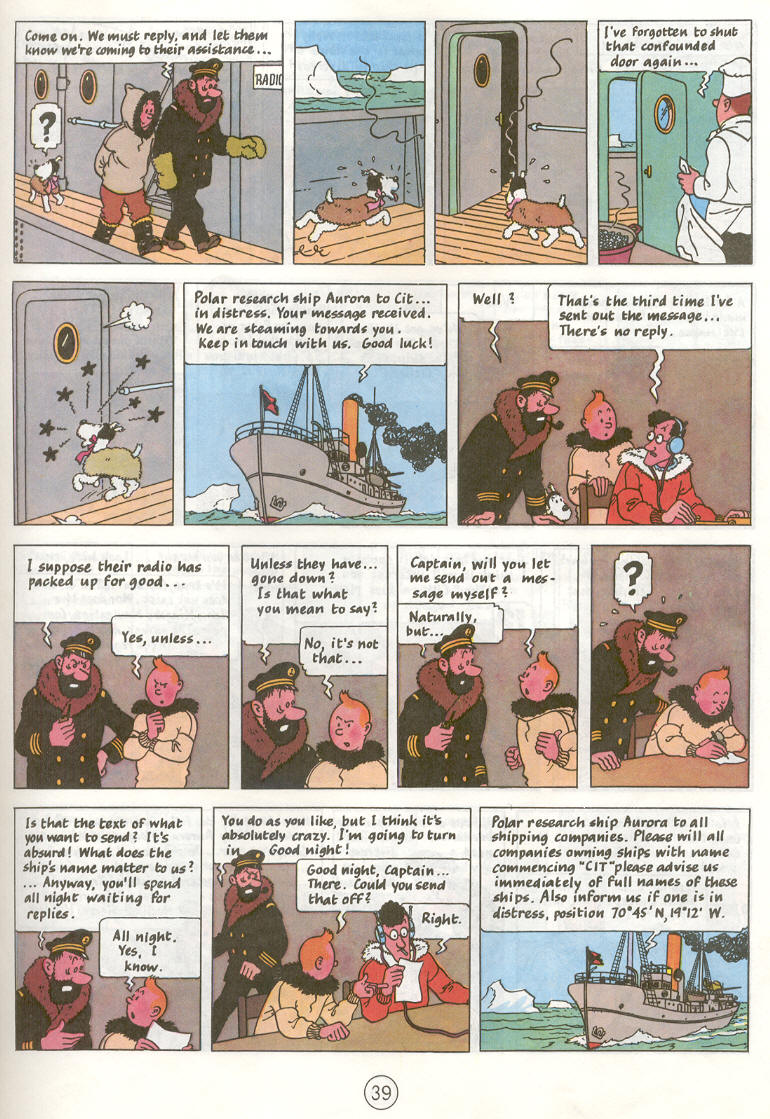 Come on. We must reply, and let them
know we're coming to their assistance...
RADIO
?
I've forgotten to shut
that confounded
door again...
Polar research ship Aurora to Cit...
in distress. Your message received.
We are steaming towards you.
Keep in touch with us. Good luck!
Well?
That's the third time I've
sent out the message...
There's no reply.
I suppose their radio has
packed up for good...
Yes, unless...
Unless they have...
gone down?
Is that what
you mean to say?
No, it's not
that...
Captain, will you let
me send out a mes-
sage myself?
Naturally,
but...
?
Is that the text of what
you want to send? It's
absurd! What does the
ship's name matter to us?
... Anyway, you'll spend
all night waiting for
replies.
All night.
Yes, I
know.
You do as you like, but I think it's
absolutely crazy. I'm going to turn
in. Good night!
Good night, Captain...
There. Could you send
that off?
Right.
Polar research ship Aurora to all
shipping companies. Please will all
companies owning ships with name
commencing "CIT" please advise us
immediately of full names of these
ships. Also inform us if one is in
distress, position 70°45' N, 19°12' W.
39